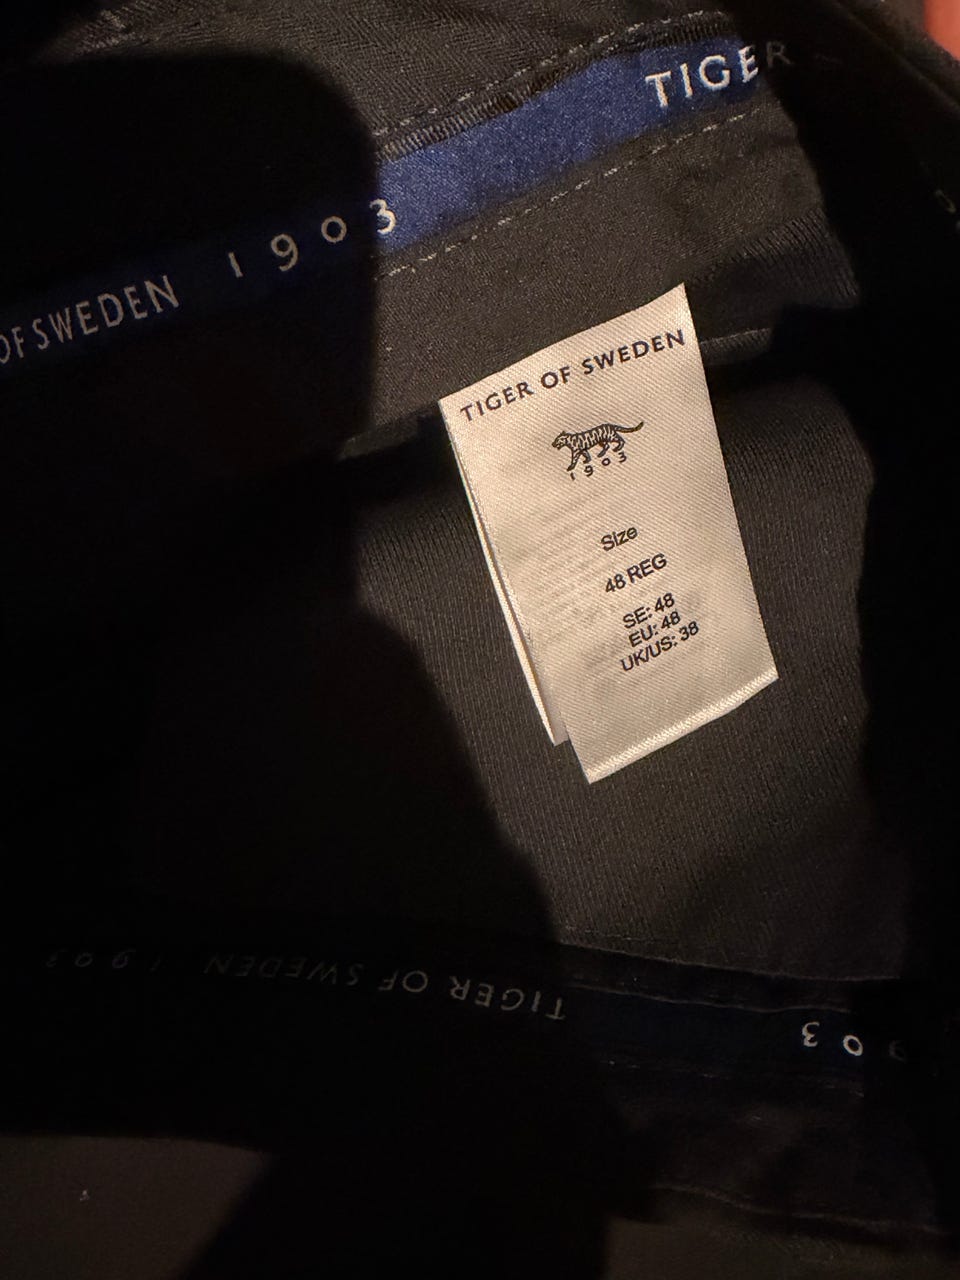 TIGER
OF SWEDEN 1903
TIGER OF SWEDEN
1903
Size
48 REG
SE: 48
EU: 48
UK/US: 38
TIGER OF SWEDEN 1903
903